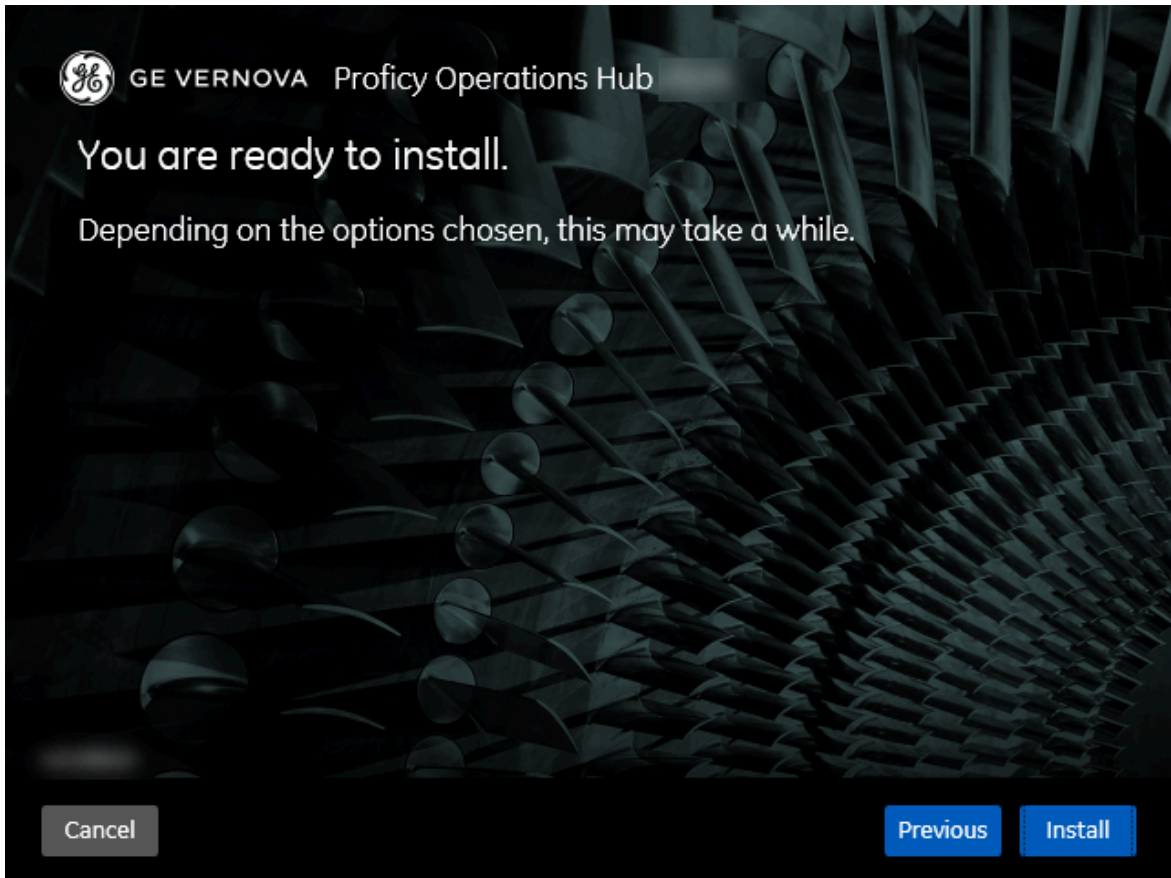 GE VERNOVA Proficy Operations Hub
You are ready to install.
Depending on the options chosen, this may take a while.
Cancel Previous Install